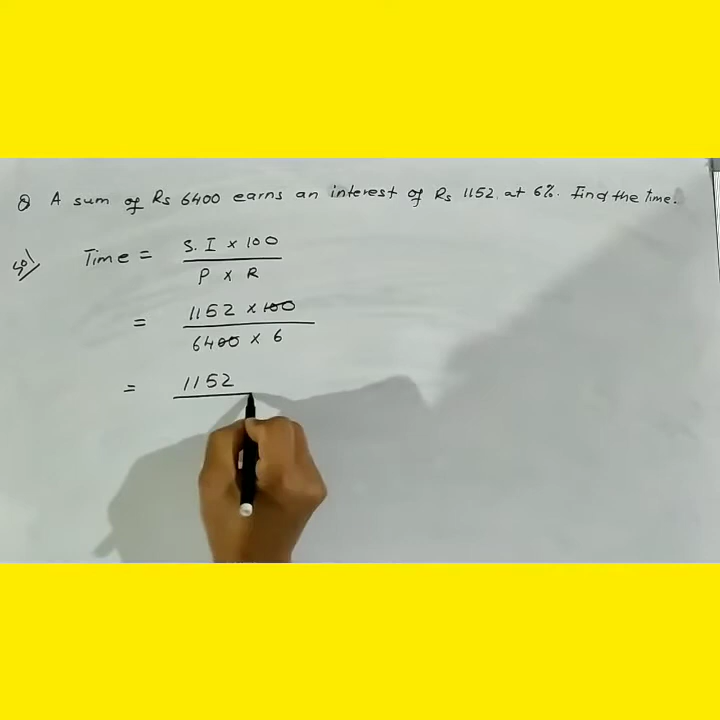 Q A sum of Rs 6400 earns an interest of Rs 1152 at 6%. Find the time.
Sol Time = S.I × 100 / P × R
= 1152 × 100 / 6400 × 6
= 1152